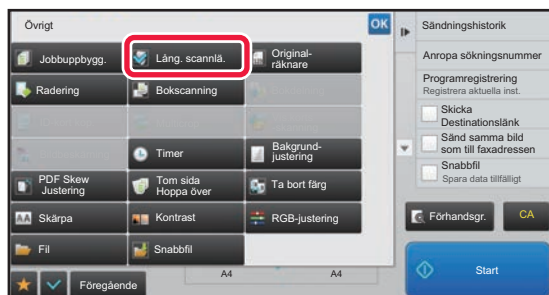 Övrigt
OK
Jobbuppbygg.
Lång. scannlä.
Original-
räknare
Radering
Bokscanning
Timer
Bakgrund-
justering
PDF Skew
Justering
Tom sida
Hoppa över
Ta bort färg
Skärpa
Kontrast
RGB-justering
Fil
Snabbfil
Föregående
A4
A4
Sändningshistorik
Anropa sökningsnummer
Programregistrering
Registrera aktuella inst.
Skicka
Destinationslänk
Sänd samma bild
som till faxadressen
Snabbfil
Spara data tillfälligt
Förhandsgr.
CA
Start